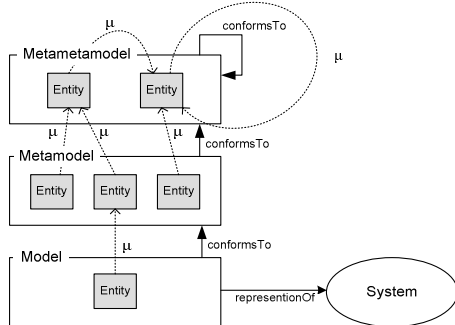 μ
conformsTo
Metametamodel
μ
Entity
Entity
μ
μ
μ
conformsTo
Metamodel
Entity
Entity
Entity
μ
conformsTo
Model
Entity
representionOf
System